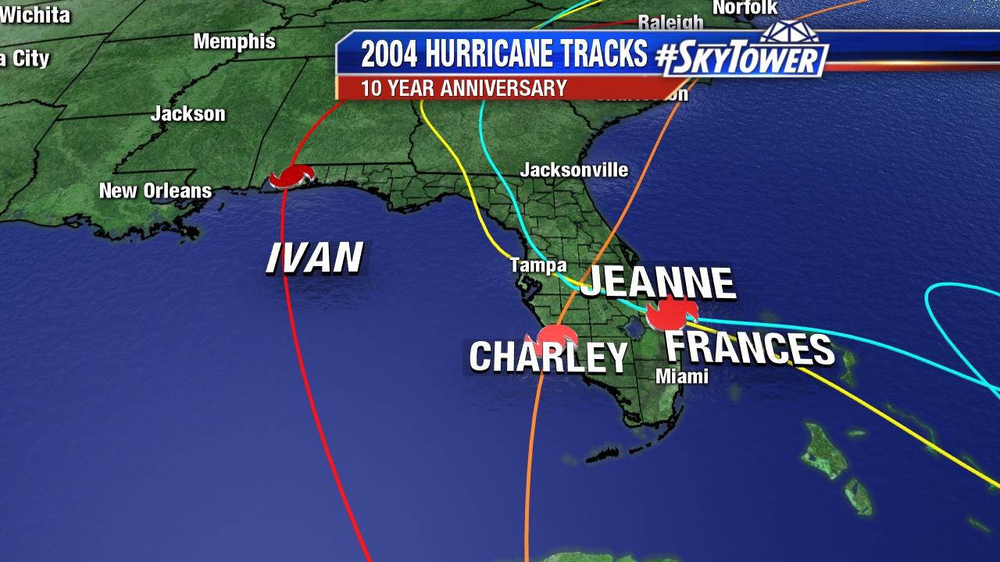 Norfolk
Wichita
Raleigh
Memphis
2004 HURRICANE TRACKS
#SKYTOWER
a City
10 YEAR ANNIVERSARY
Jackson
Jacksonville
New Orleans
IVAN
Tampa
JEANNE
CHARLEY
FRANCES
Miami